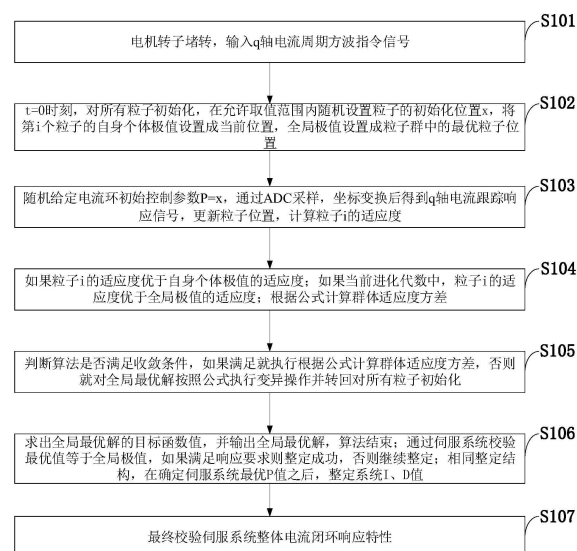 S101
电机转子堵转，输入q轴电流周期方波指令信号
S102
t=0时刻，对所有粒子初始化，在允许取值范围内随机设置粒子的初始化位置x，将
第i个粒子的自身个体极值设置成当前位置，全局极值设置成粒子群中的最优粒子位
置
S103
随机给定电流环初始控制参数P=x，通过ADC采样，坐标变换后得到q轴电流跟踪响
应信号，更新粒子位置，计算粒子i的适应度
S104
如果粒子i的适应度优于自身个体极值的适应度；如果当前进化代数中，粒子i的适
应度优于全局极值的适应度；根据公式计算群体适应度方差
S105
判断算法是否满足收敛条件，如果满足就执行根据公式计算群体适应度方差，否则
就对全局最优解按照公式执行变异操作并转回对所有粒子初始化
S106
求出全局最优解的目标函数值，并输出全局最优解，算法结束；通过伺服系统校验
最优值等于全局极值，如果满足响应要求则整定成功，否则继续整定；相同整定结
构，在确定伺服系统最优P值之后，整定系统I、D值
S107
最终校验伺服系统整体电流闭环响应特性